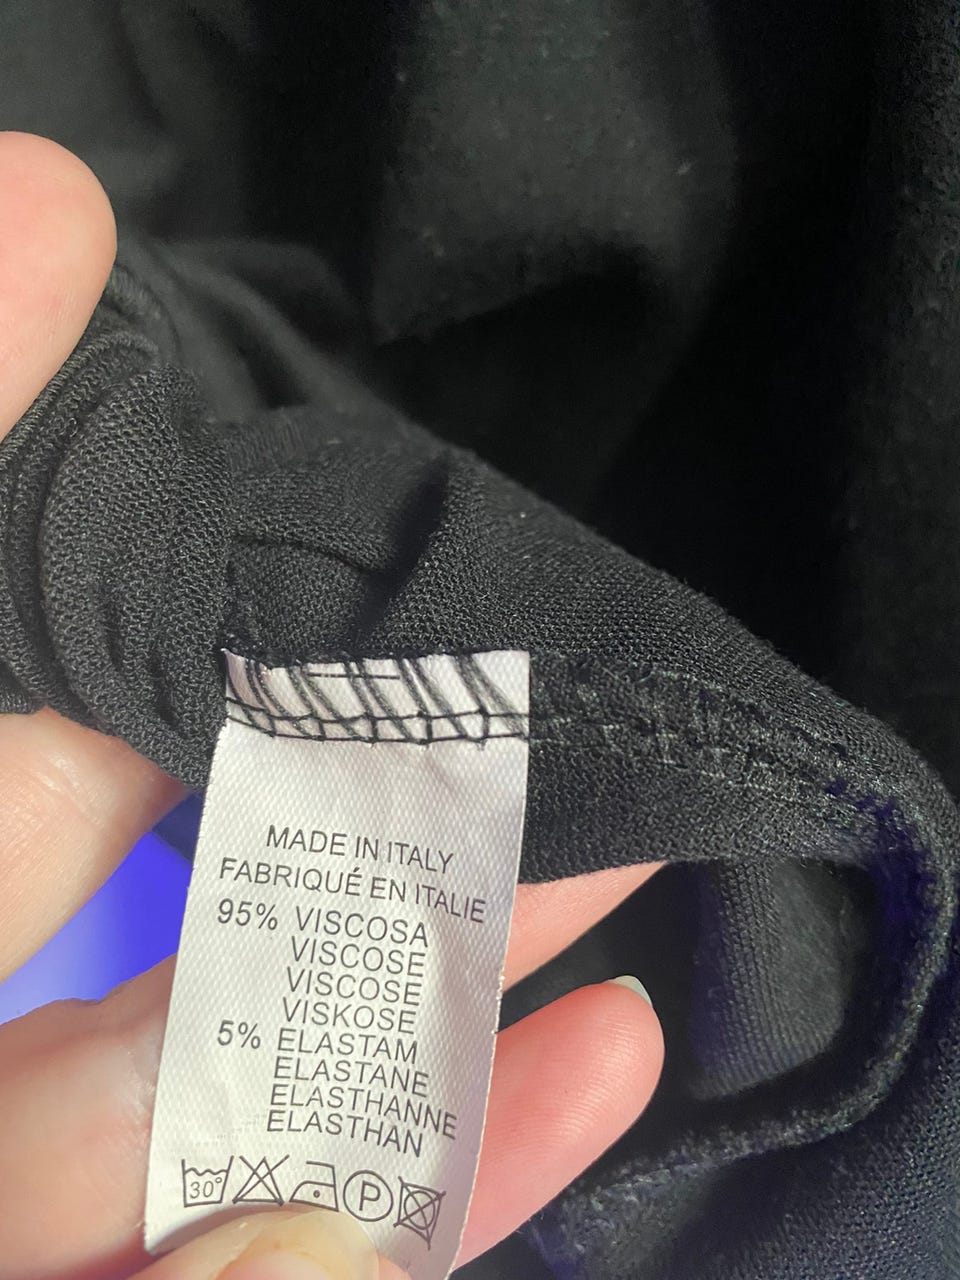 MADE IN ITALY
FABRIQUÉ EN ITALIE
95% VISCOSA
VISCOSE
VISCOSE
VISKOSE
5% ELASTAM
ELASTANE
ELASTHANNE
ELASTHAN
30° P